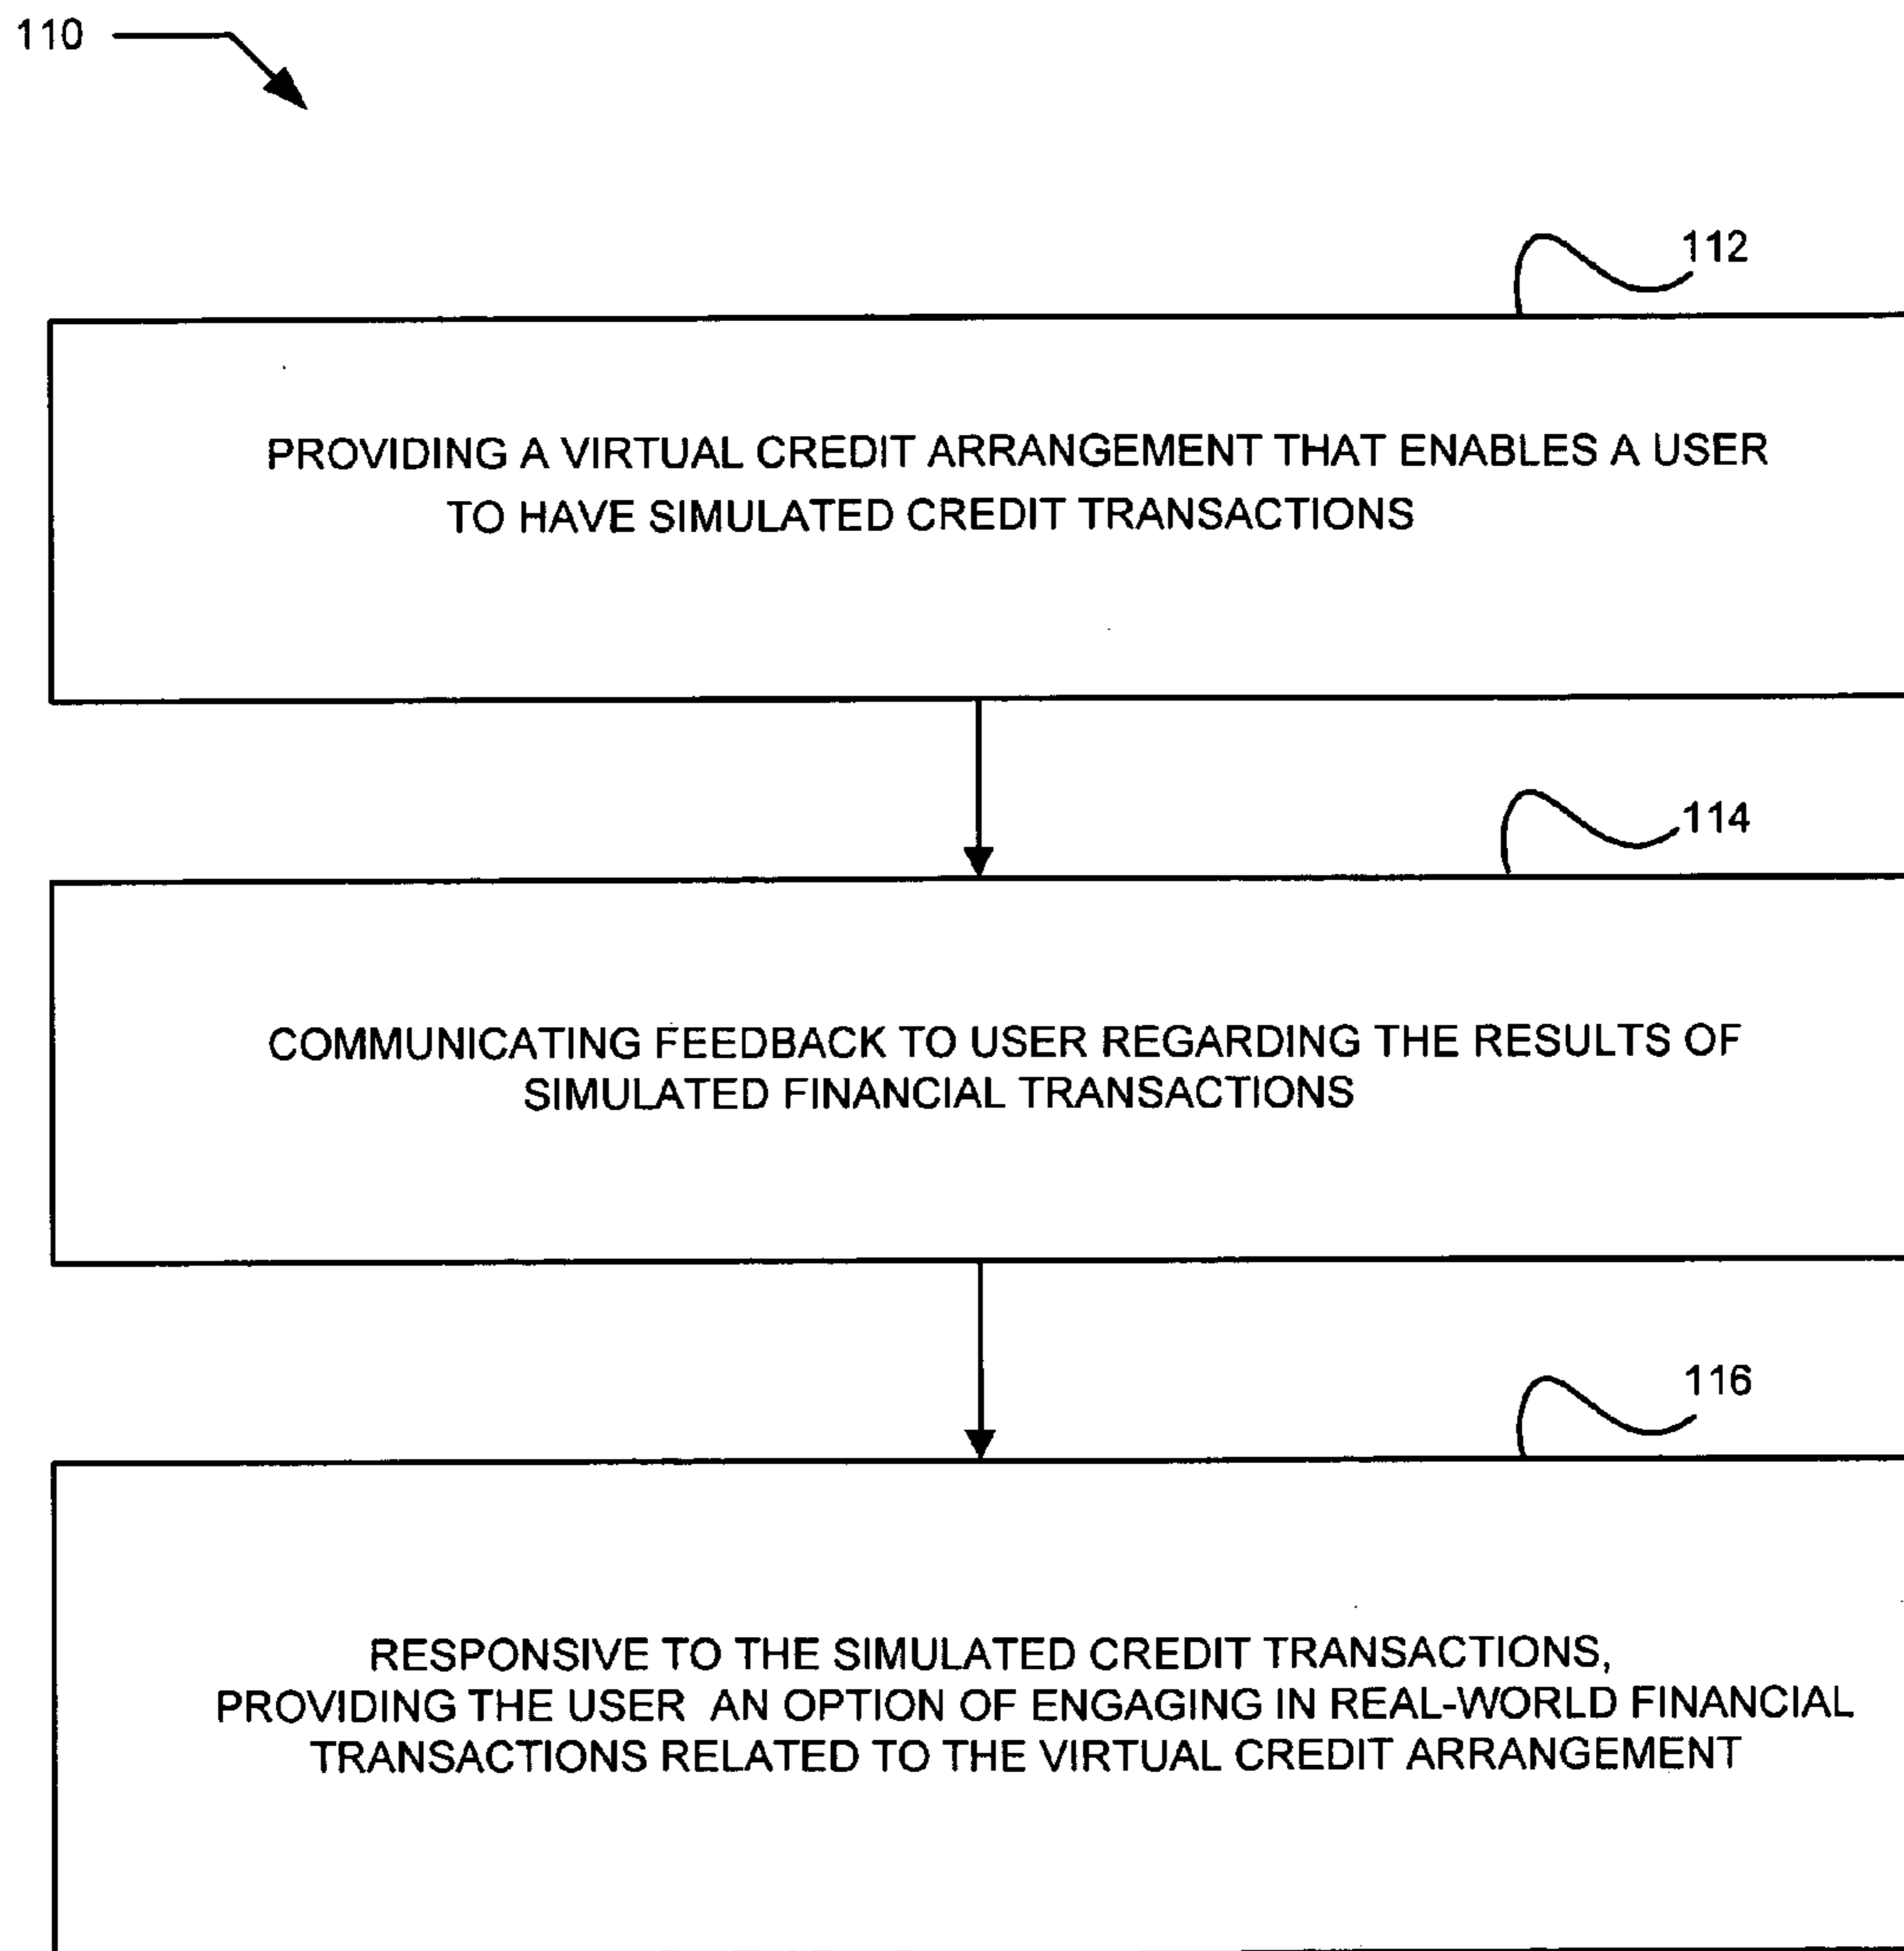 110
112
PROVIDING A VIRTUAL CREDIT ARRANGEMENT THAT ENABLES A USER
TO HAVE SIMULATED CREDIT TRANSACTIONS
114
COMMUNICATING FEEDBACK TO USER REGARDING THE RESULTS OF
SIMULATED FINANCIAL TRANSACTIONS
116
RESPONSIVE TO THE SIMULATED CREDIT TRANSACTIONS,
PROVIDING THE USER AN OPTION OF ENGAGING IN REAL-WORLD FINANCIAL
TRANSACTIONS RELATED TO THE VIRTUAL CREDIT ARRANGEMENT